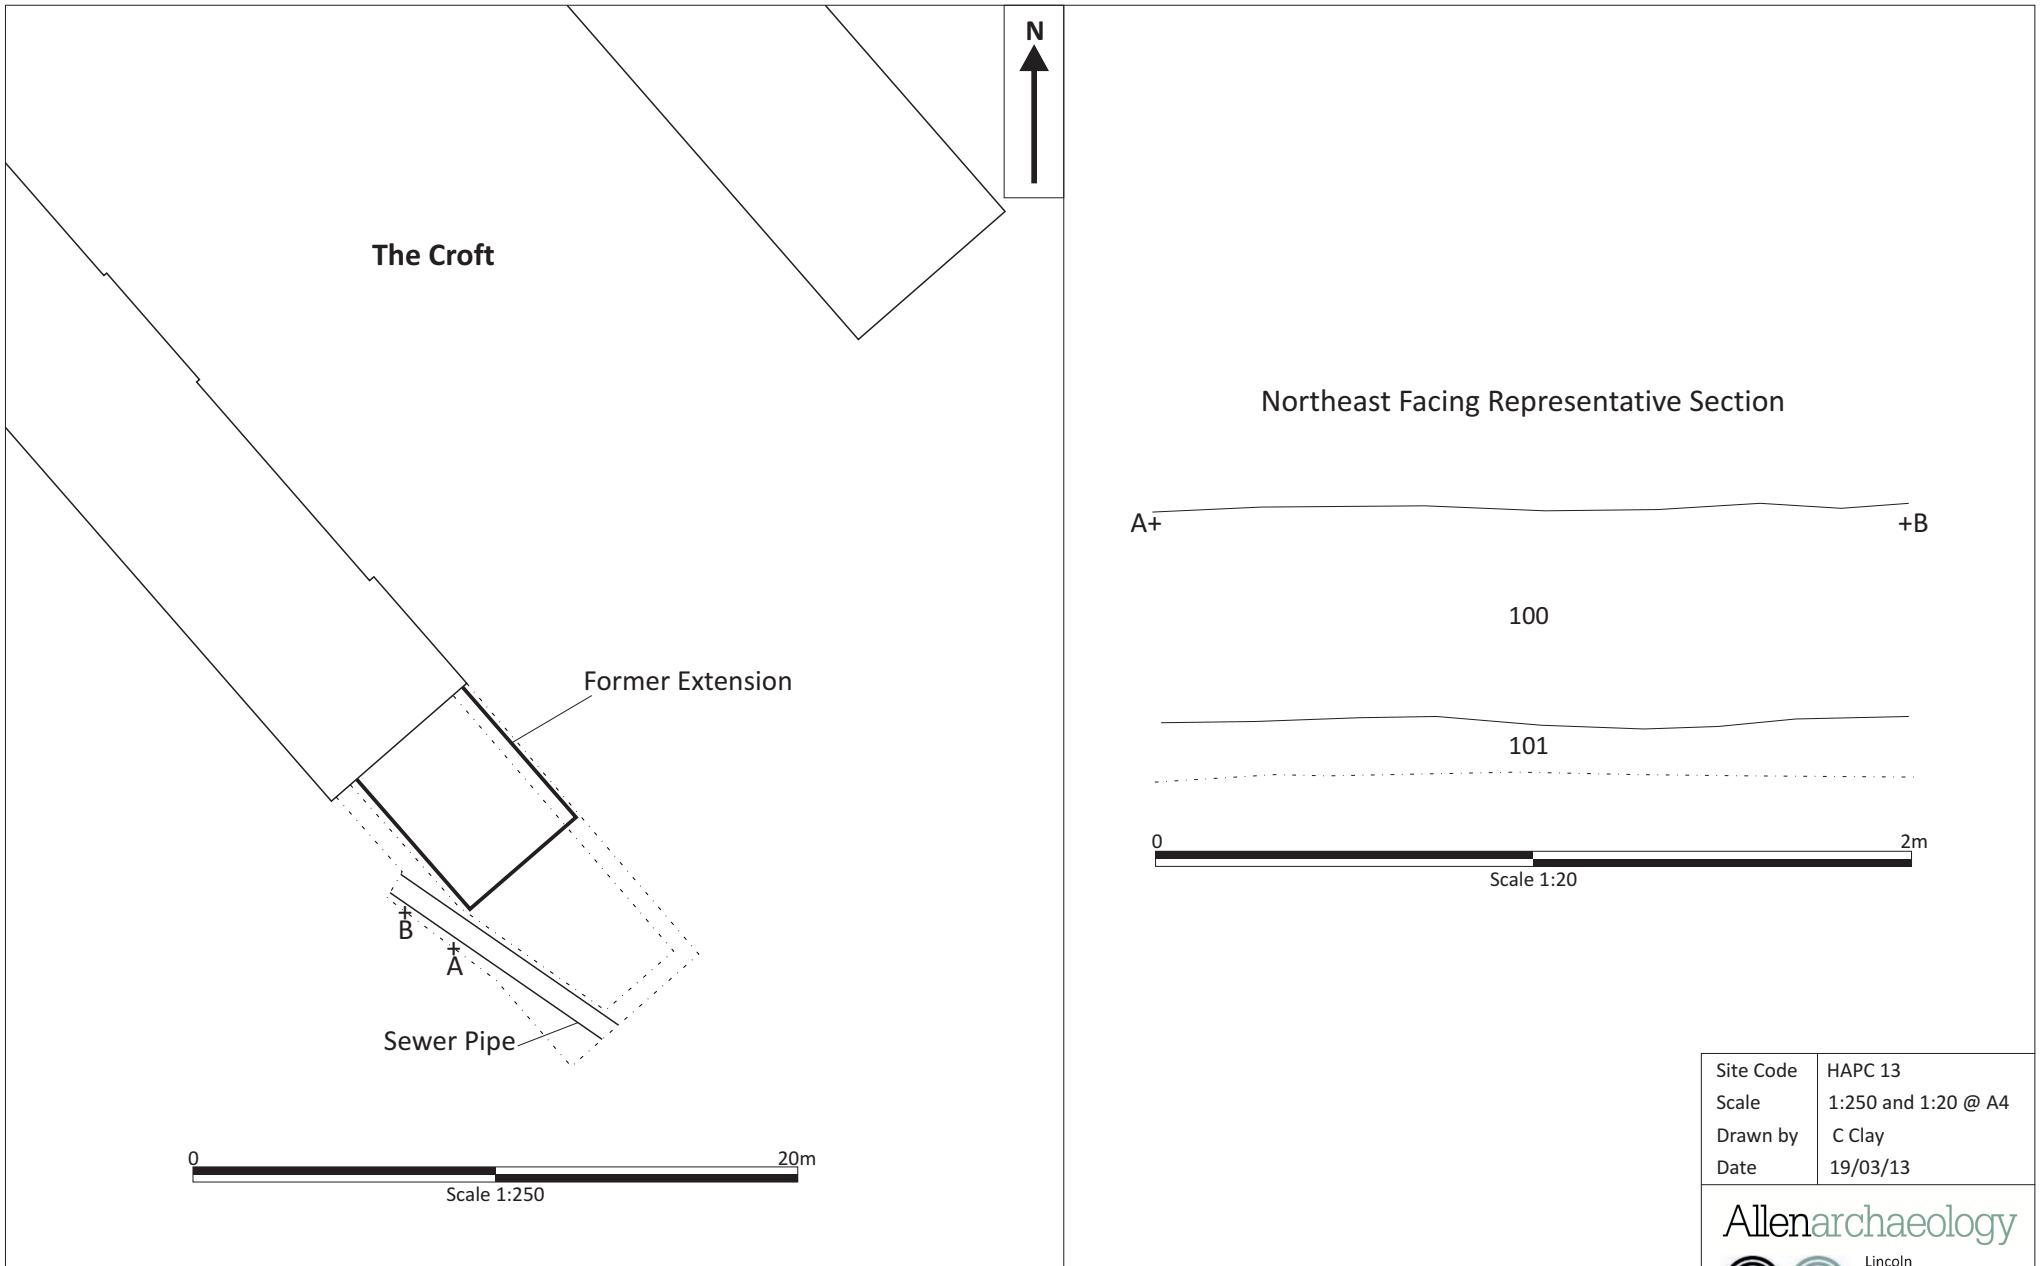 N
The Croft
Former Extension
B
A
Sewer Pipe
0 20m
Scale 1:250
Northeast Facing Representative Section
A+ +B
100
101
0 2m
Scale 1:20
Site Code HAPC 13
Scale 1:250 and 1:20 @ A4
Drawn by C Clay
Date 19/03/13
Allenarchaeology
Lincoln